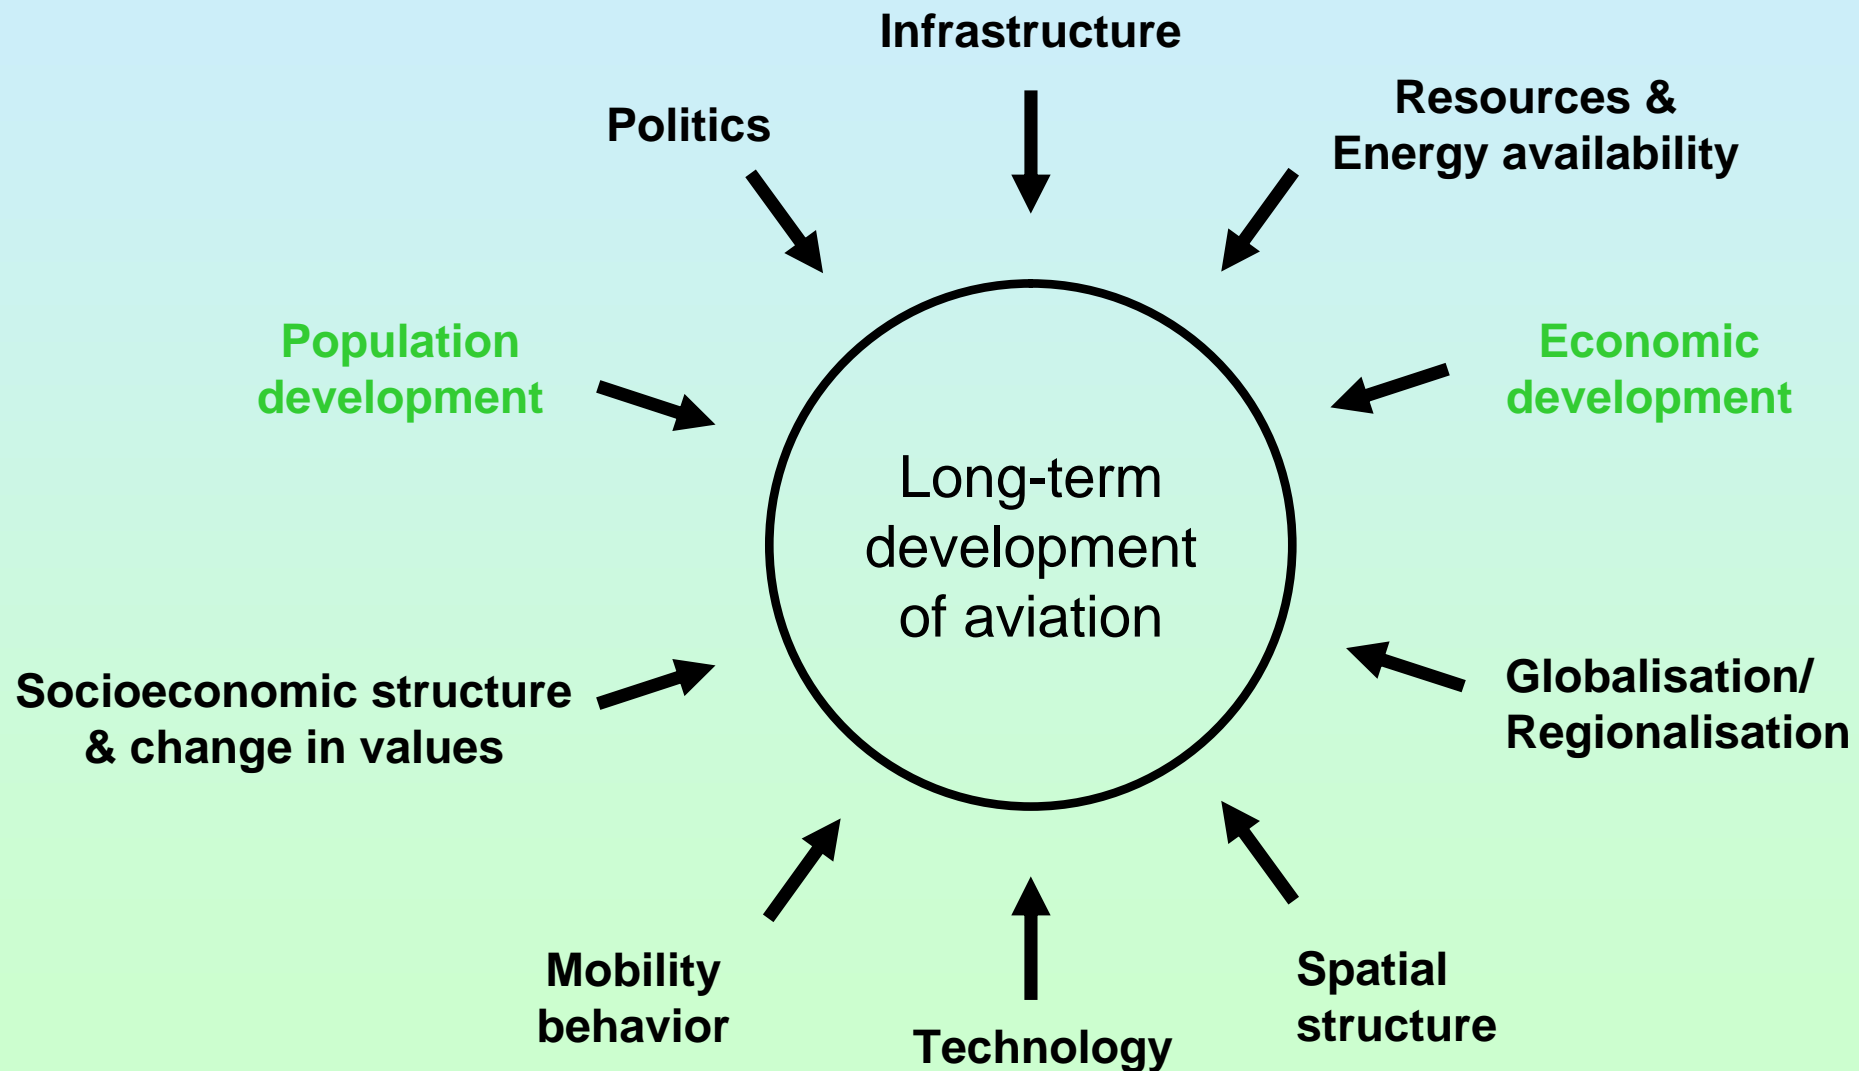 Infrastructure
Politics
Resources &
Energy availability
Population
development
Economic
development
Long-term
development
of aviation
Socioeconomic structure
& change in values
Globalisation/
Regionalisation
Mobility
behavior
Technology
Spatial
structure